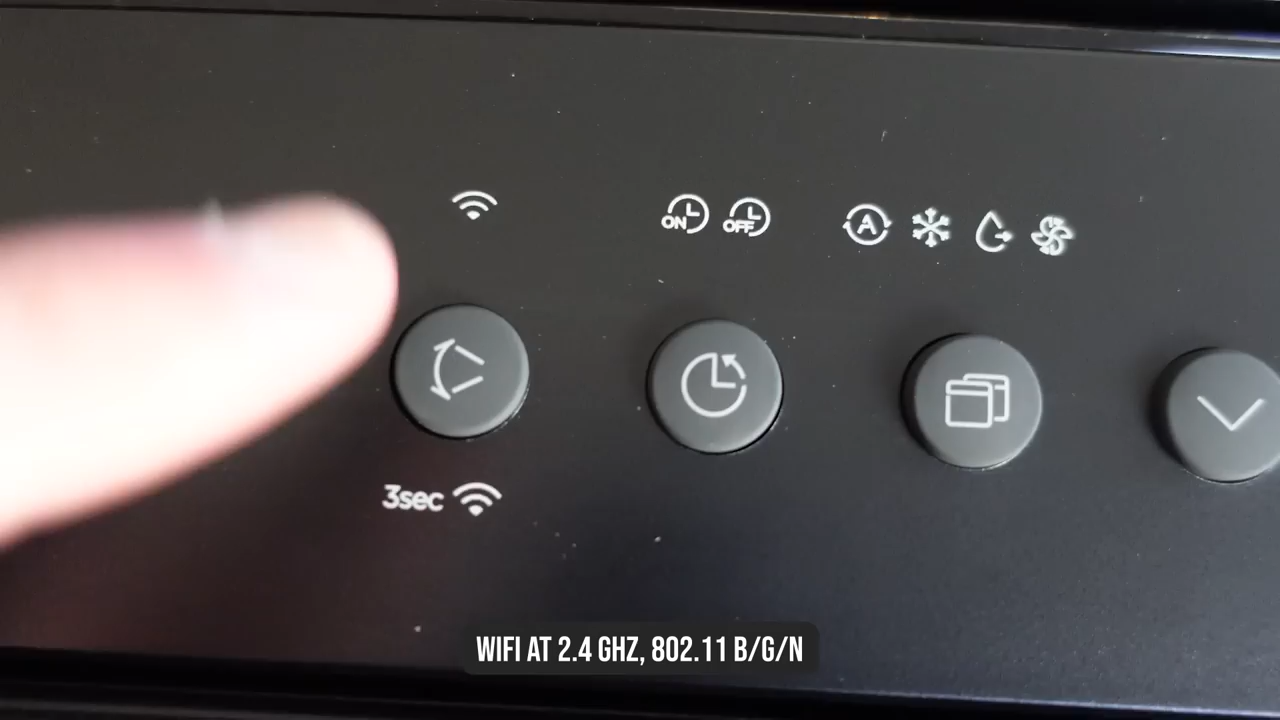 ON OFF A
3sec
WIFI AT 2.4 GHZ, 802.11 B/G/N